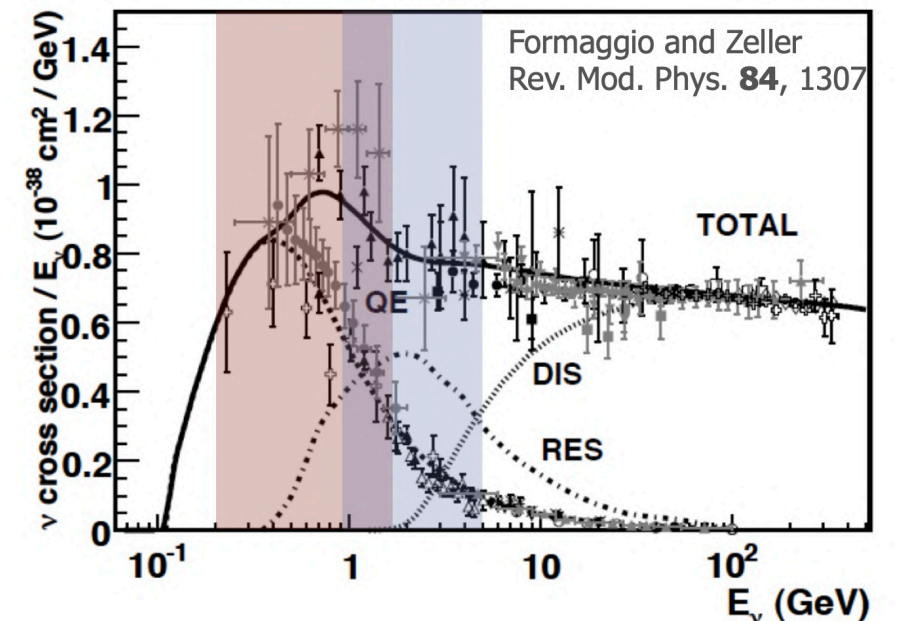 Formaggio and Zeller
Rev. Mod. Phys. 84, 1307
ν cross section / Eν (10⁻³⁸ cm² / GeV)
1.4
1.2
1
0.8
0.6
0.4
0.2
0
TOTAL
QE
DIS
RES
10⁻¹
1
10
10²
Eν (GeV)